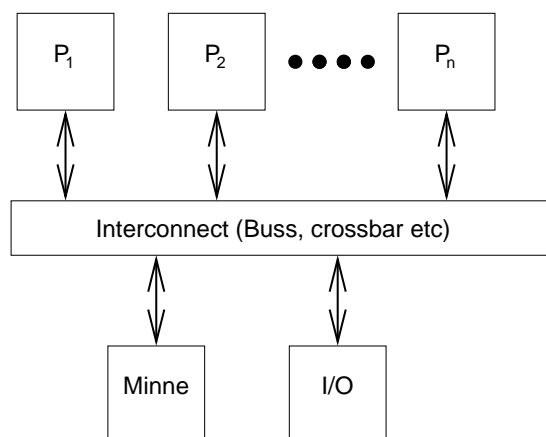 P1
P2
Pn
Interconnect (Buss, crossbar etc)
Minne
I/O